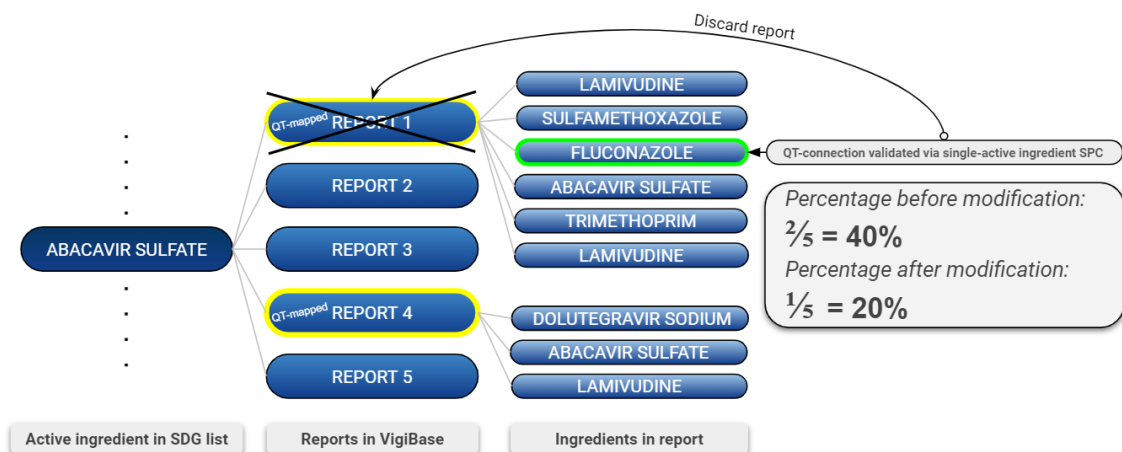 Discard report
LAMIVUDINE
QT-mapped REPORT 1
SULFAMETHOXAZOLE
FLUCONAZOLE
QT-connection validated via single-active ingredient SPC
REPORT 2
ABACAVIR SULFATE
Percentage before modification:
⅖ = 40%
TRIMETHOPRIM
ABACAVIR SULFATE
REPORT 3
LAMIVUDINE
Percentage after modification:
⅕ = 20%
QT-mapped REPORT 4
DOLUTEGRAVIR SODIUM
ABACAVIR SULFATE
REPORT 5
LAMIVUDINE
Active ingredient in SDG list
Reports in VigiBase
Ingredients in report